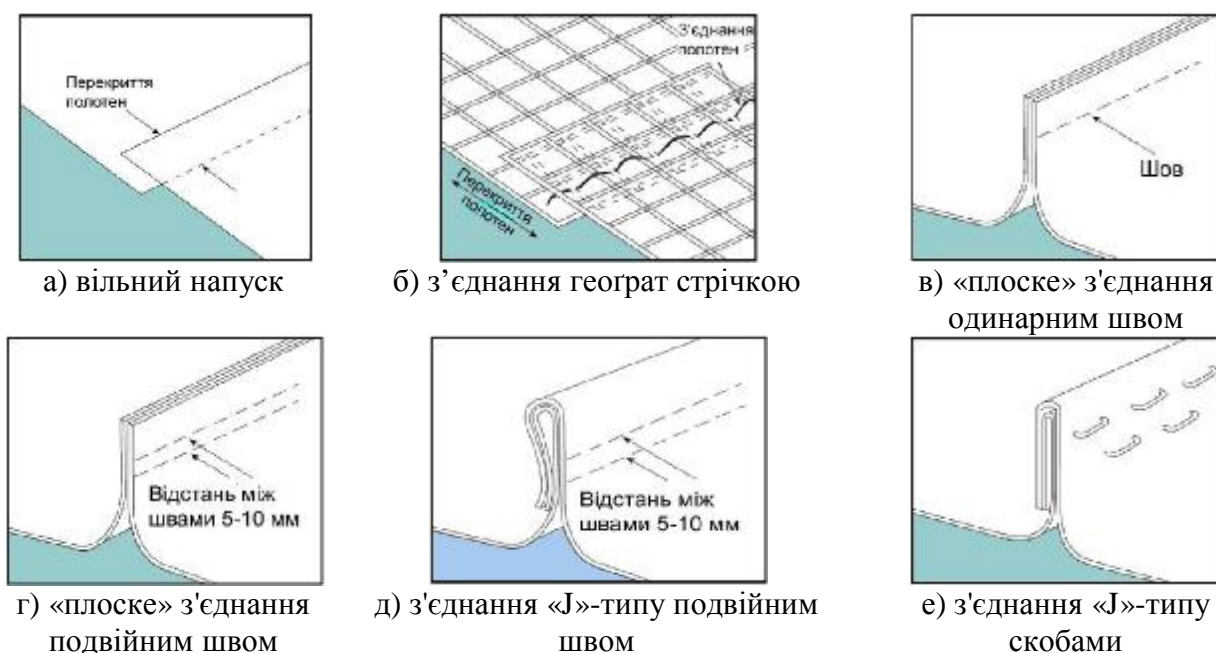 Перекриття
полотен
З'єднання
полотен
Перекриття
полотен
Шов
а) вільний напуск
б) з’єднання геоґрат стрічкою
в) «плоске» з'єднання
одинарним швом
Відстань між
швами 5-10 мм
Відстань між
швами 5-10 мм
г) «плоске» з'єднання
подвійним швом
д) з'єднання «J»-типу подвійним
швом
е) з'єднання «J»-типу
скобами